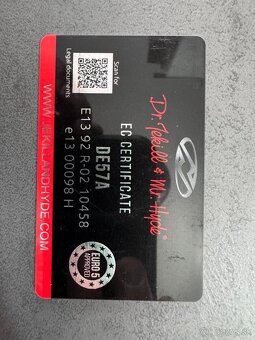 Dr. Jekill & Mr. Hyde®
EC CERTIFICATE
DE57A
E13 92 R-02 10458
e13 00098 H
Scan for
Legal documents
EURO 5
APPROVED
WWW.JEKILLANDHYDE.COM